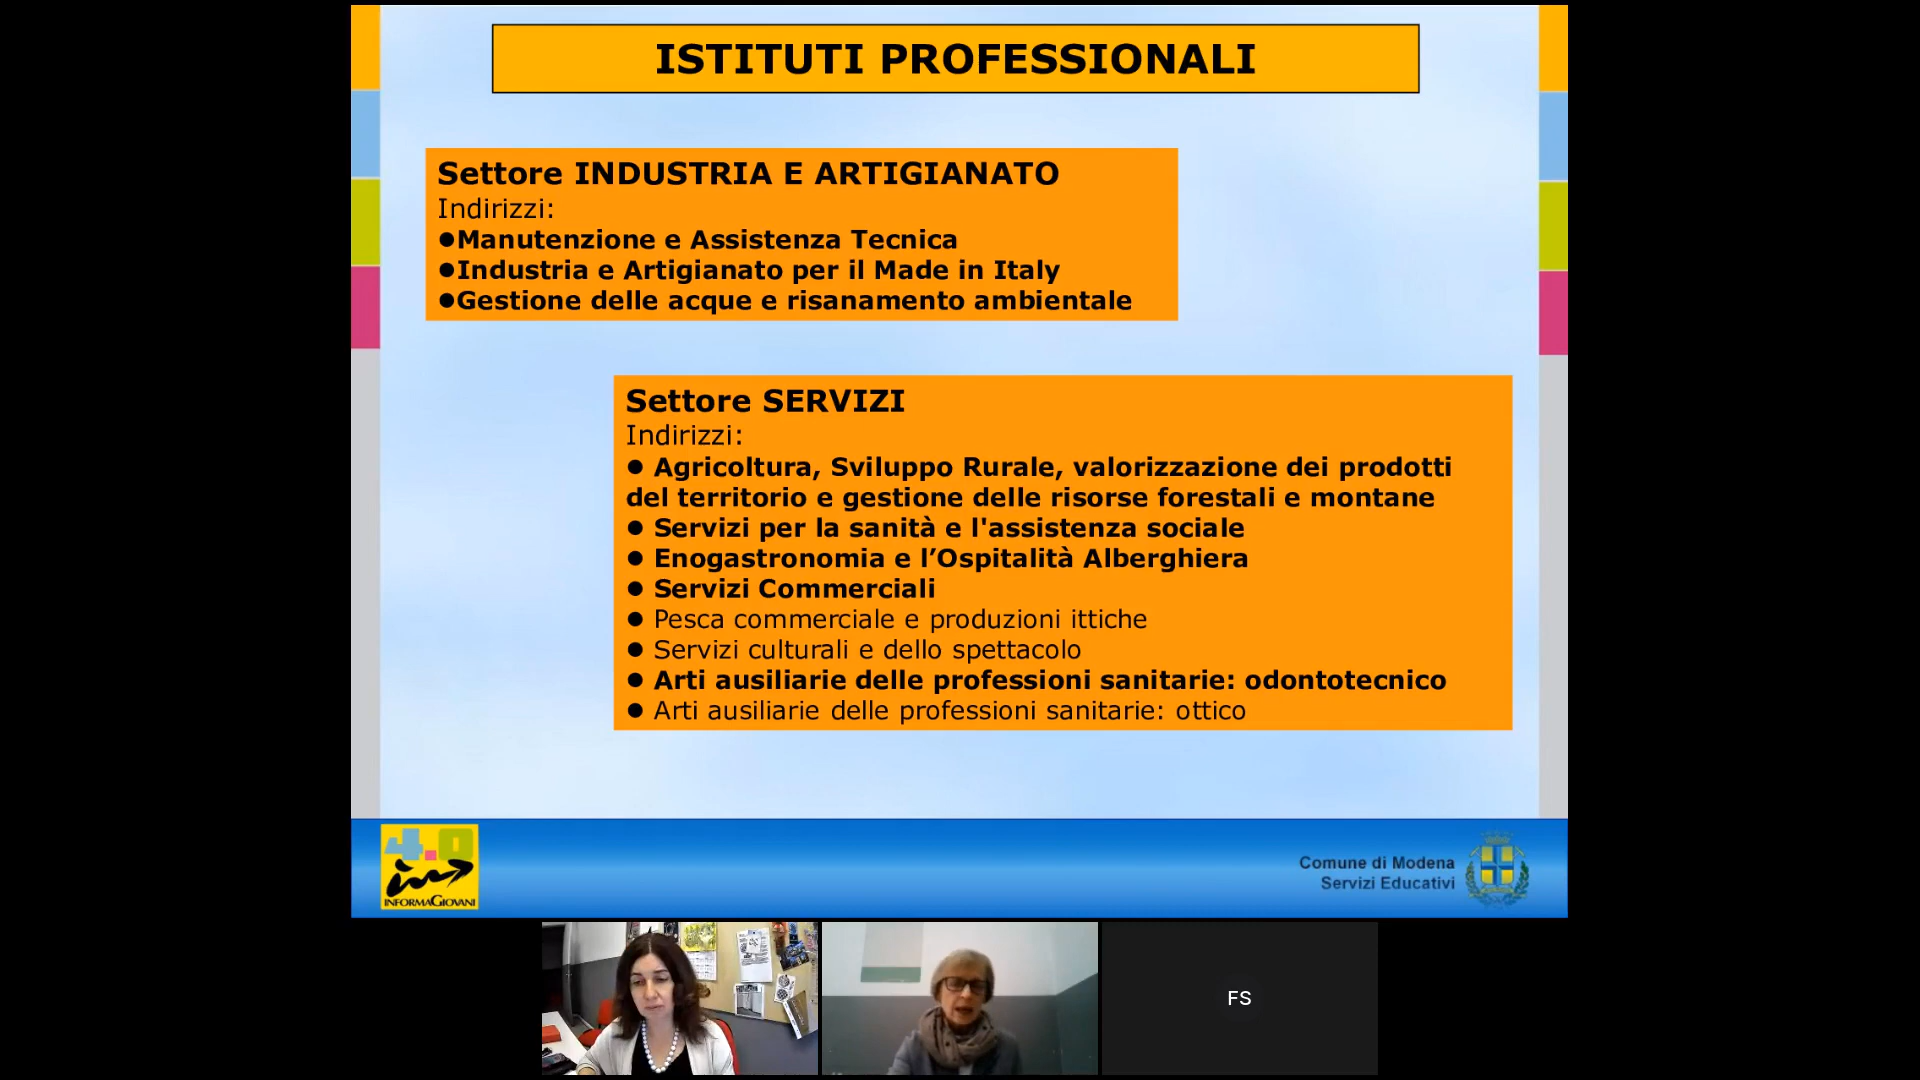 ISTITUTI PROFESSIONALI
Settore INDUSTRIA E ARTIGIANATO
Indirizzi:
●Manutenzione e Assistenza Tecnica
●Industria e Artigianato per il Made in Italy
●Gestione delle acque e risanamento ambientale
Settore SERVIZI
Indirizzi:
● Agricoltura, Sviluppo Rurale, valorizzazione dei prodotti
del territorio e gestione delle risorse forestali e montane
● Servizi per la sanità e l'assistenza sociale
● Enogastronomia e l’Ospitalità Alberghiera
● Servizi Commerciali
● Pesca commerciale e produzioni ittiche
● Servizi culturali e dello spettacolo
● Arti ausiliarie delle professioni sanitarie: odontotecnico
● Arti ausiliarie delle professioni sanitarie: ottico
4.0
INFORMAGIOVANI
Comune di Modena
Servizi Educativi
FS